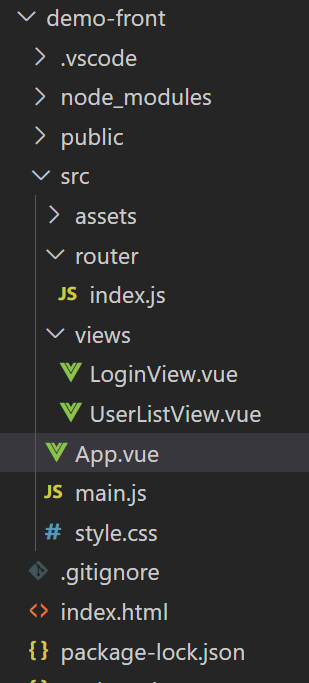 demo-front
.vscode
node_modules
public
src
assets
router
JS index.js
views
LoginView.vue
UserListView.vue
App.vue
JS main.js
# style.css
.gitignore
<> index.html
{} package-lock.json